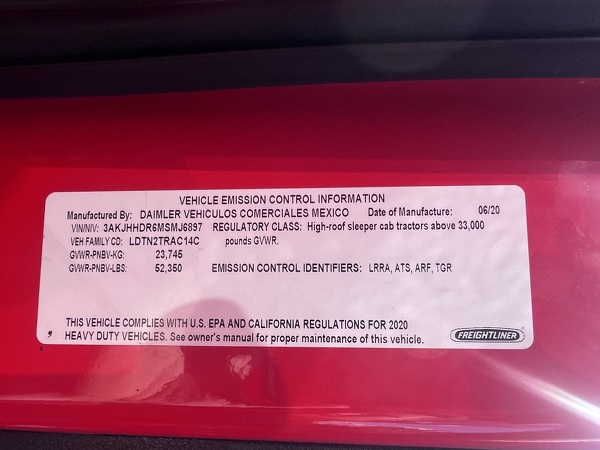 VEHICLE EMISSION CONTROL INFORMATION
Manufactured By: DAIMLER VEHICULOS COMERCIALES MEXICO Date of Manufacture: 06/20
VIN/NIV: 3AKJHHDR6MSMJ6897 REGULATORY CLASS: High-roof sleeper cab tractors above 33,000
VEH FAMILY CD: LDTN2TRAC14C pounds GVWR.
GVWR-PNBV-KG: 23,745
GVWR-PNBV-LBS: 52,350 EMISSION CONTROL IDENTIFIERS: LRRA, ATS, ARF, TGR
THIS VEHICLE COMPLIES WITH U.S. EPA AND CALIFORNIA REGULATIONS FOR 2020
HEAVY DUTY VEHICLES. See owner's manual for proper maintenance of this vehicle.
FREIGHTLINER